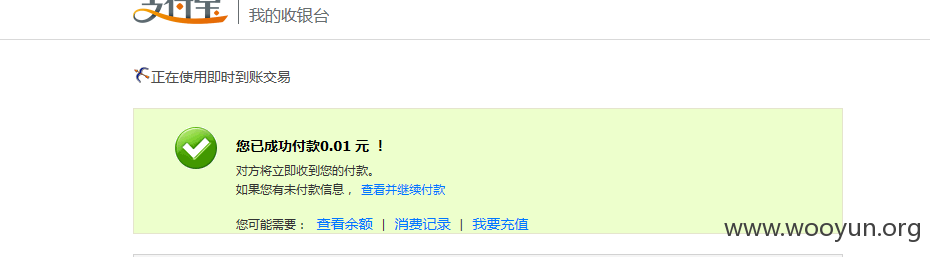 支付宝 我的收银台
正在使用即时到账交易
您已成功付款0.01 元 ！
对方将立即收到您的付款。
如果您有未付款信息， 查看并继续付款
您可能需要： 查看余额 | 消费记录 | 我要充值
www.wooyun.org